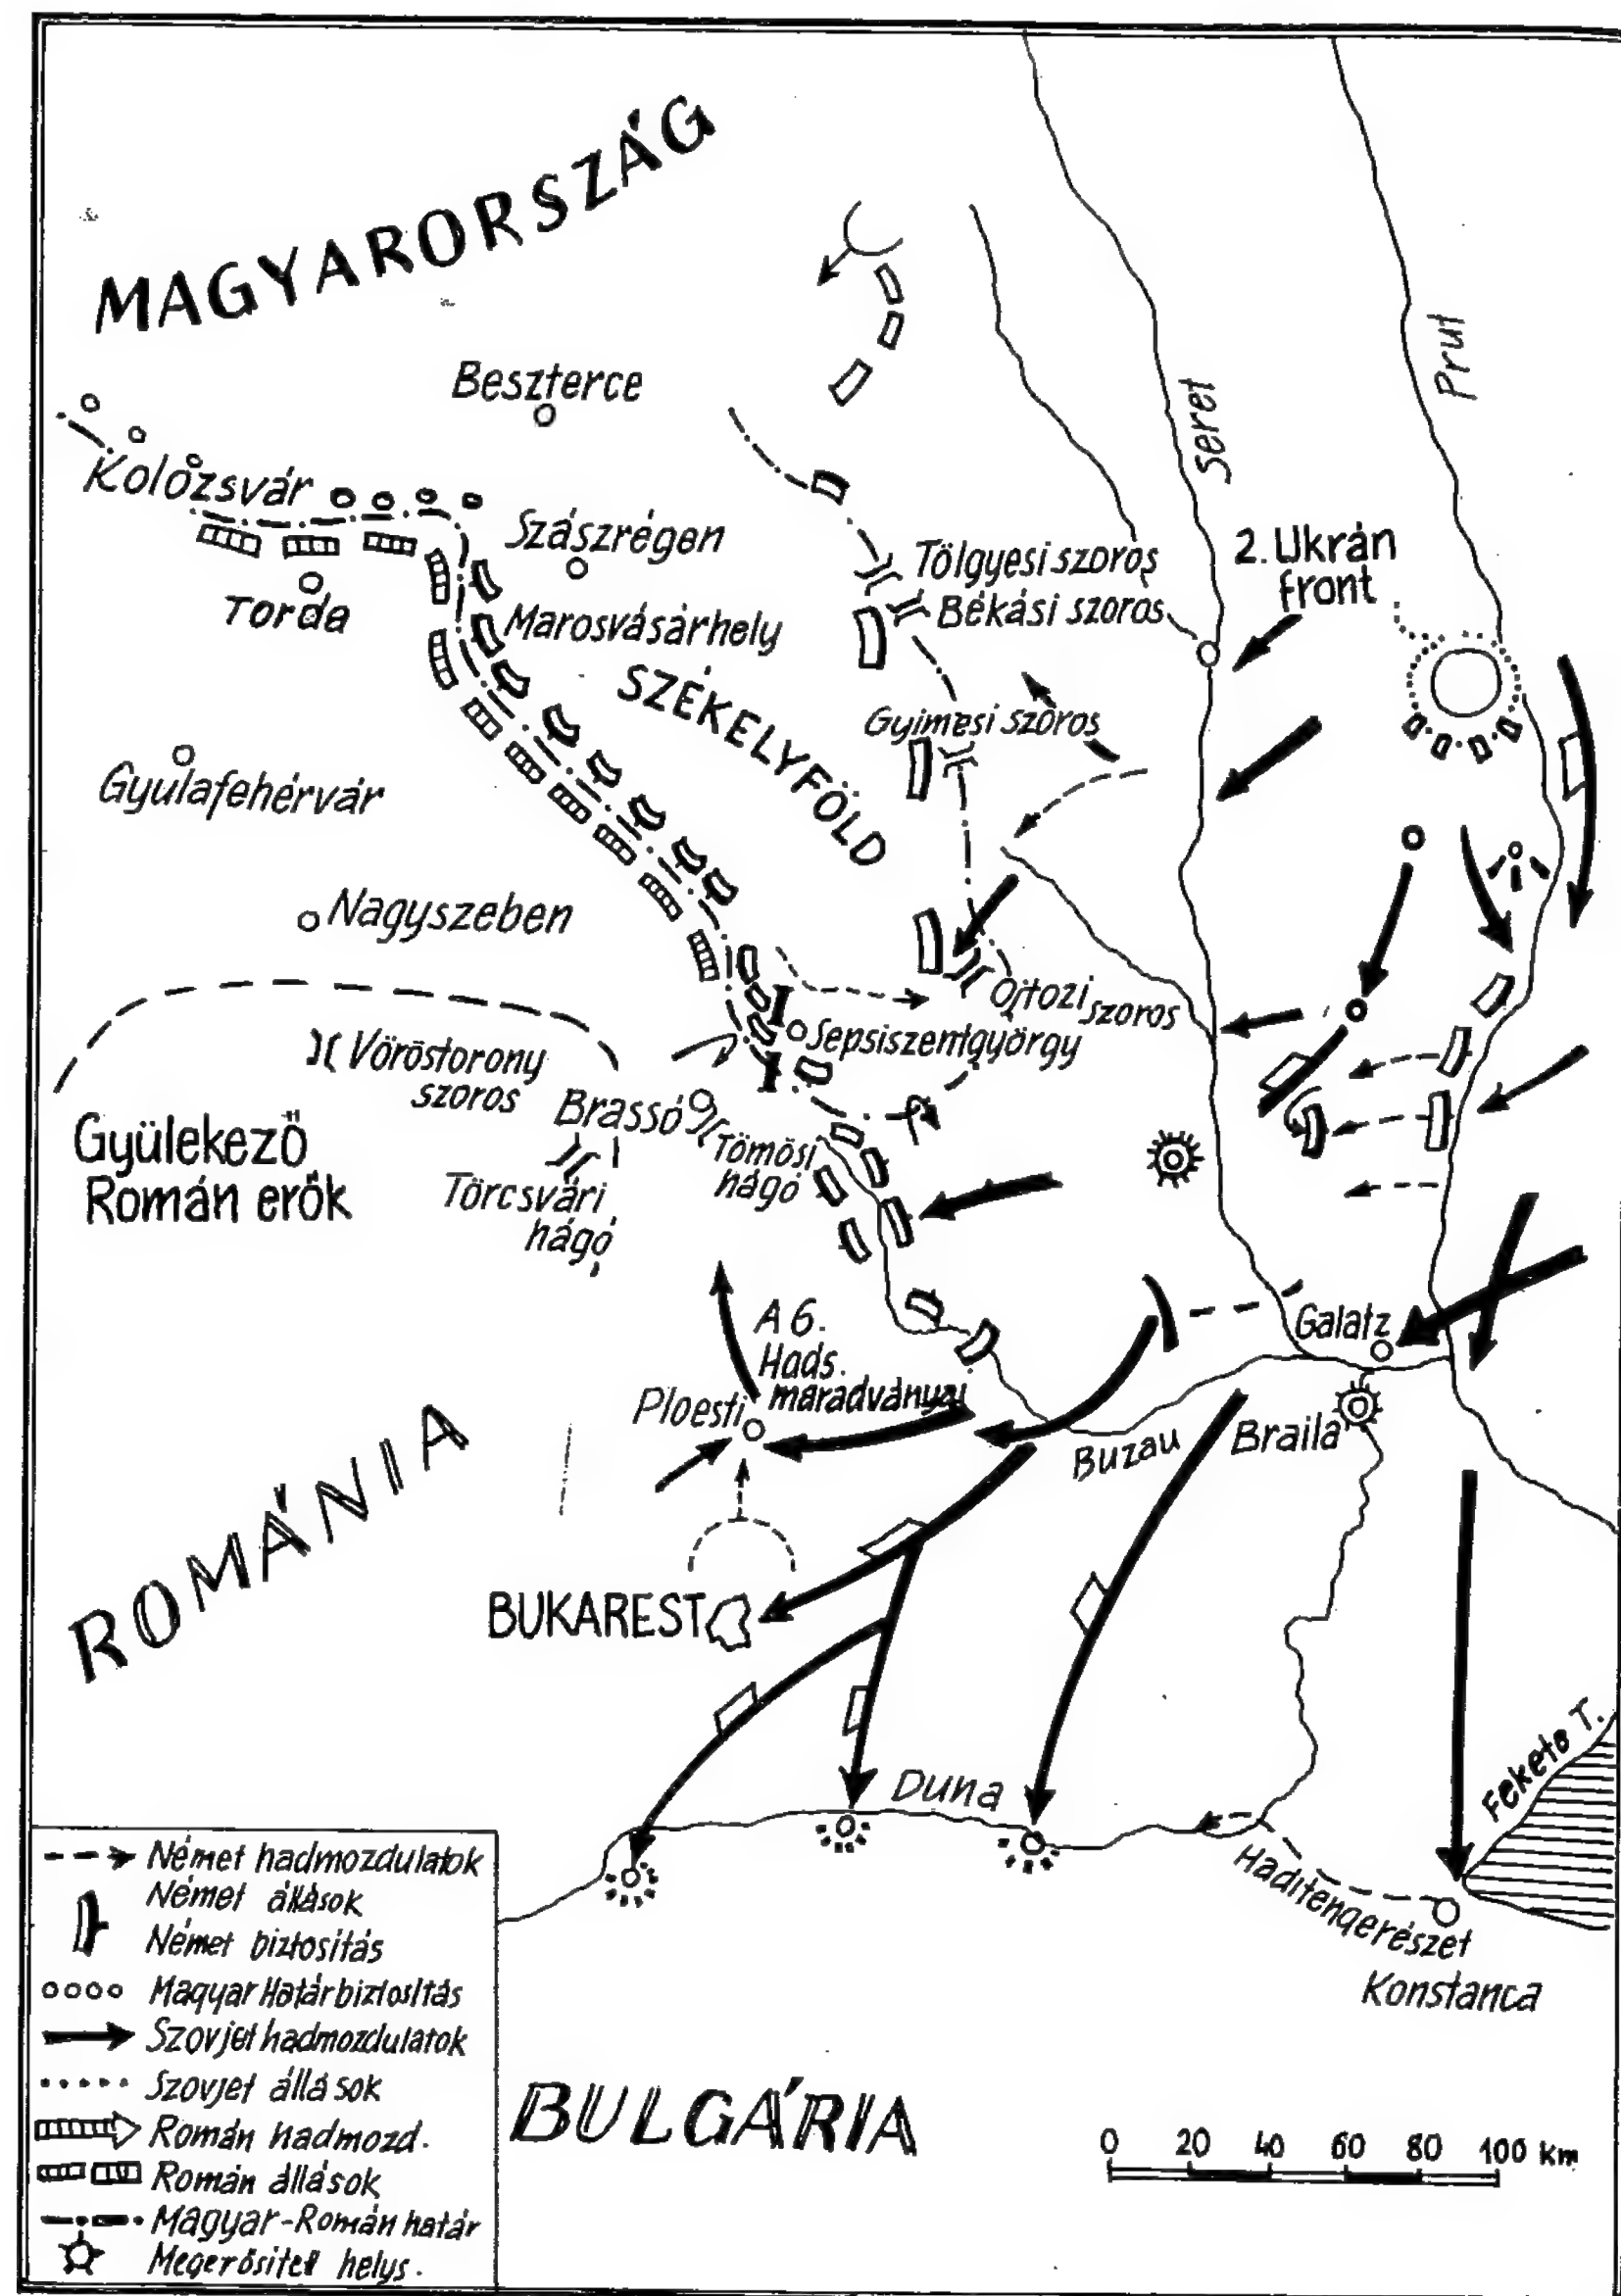 MAGYARORSZÁG
Beszterce
Kolozsvár
Szászrégen
Torda
Marosvásárhely
SZÉKELYFÖLD
Seret
Prut
2. Ukrán
front
Tölgyesi szoros
Békási szoros
Gyimesi szoros
Gyulafehérvár
Nagyszeben
Ojtozi szoros
Sepsiszentgyörgy
Vöröstorony
szoros
Brassó
Tömösi
hágó
Törcsvári
hágó
Gyülekező
Román erők
A 6.
Hads.
maradványai
Ploesti
Galatz
Buzau
Braila
ROMÁNIA
BUKAREST
Duna
Fekete T.
Haditengerészet
Konstanca
BULGÁRIA
0 20 40 60 80 100 Km
Német hadmozdulatok
Német állások
Német biztositás
Magyar Határbiztositás
Szovjet hadmozdulatok
Szovjet állások
Román hadmozd.
Román állások
Magyar-Román határ
Megerősitett helys.